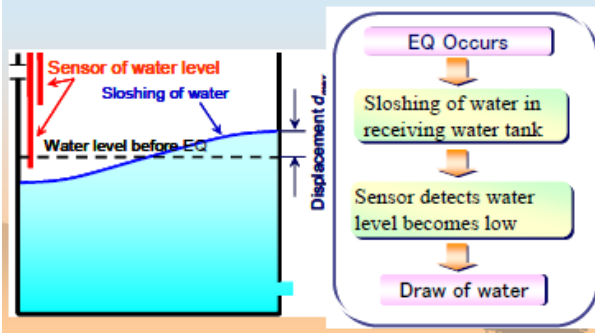 Sensor of water level
Sloshing of water
Water level before EQ
Displacement dmax
EQ Occurs
Sloshing of water in
receiving water tank
Sensor detects water
level becomes low
Draw of water